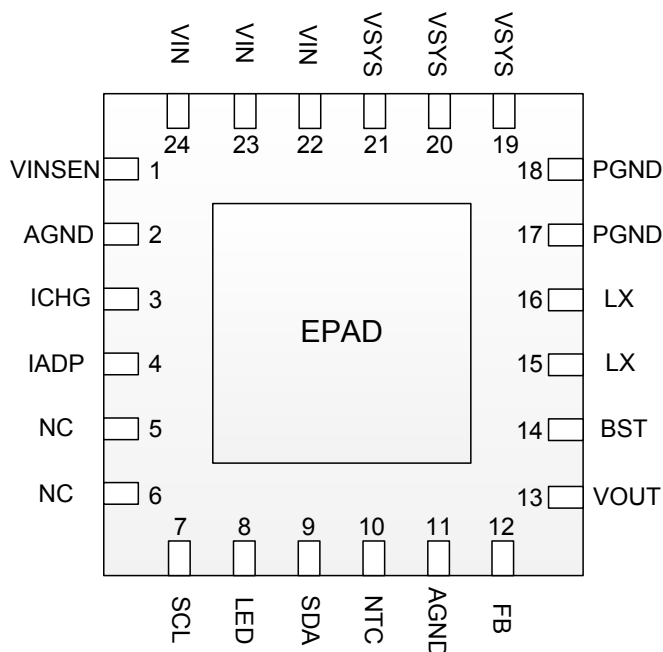 VIN VIN VIN VSYS VSYS VSYS
24 23 22 21 20 19
VINSEN 1 18 PGND
AGND 2 17 PGND
ICHG 3 16 LX
EPAD
IADP 4 15 LX
NC 5 14 BST
NC 6 13 VOUT
7 8 9 10 11 12
SCL LED SDA NTC AGND FB